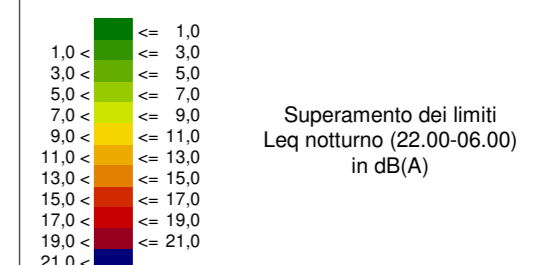 <= 1,0
1,0 < <= 3,0
3,0 < <= 5,0
5,0 < <= 7,0
7,0 < <= 9,0
9,0 < <= 11,0
11,0 < <= 13,0
13,0 < <= 15,0
15,0 < <= 17,0
17,0 < <= 19,0
19,0 < <= 21,0
21,0 <
Superamento dei limiti
Leq notturno (22.00-06.00)
in dB(A)